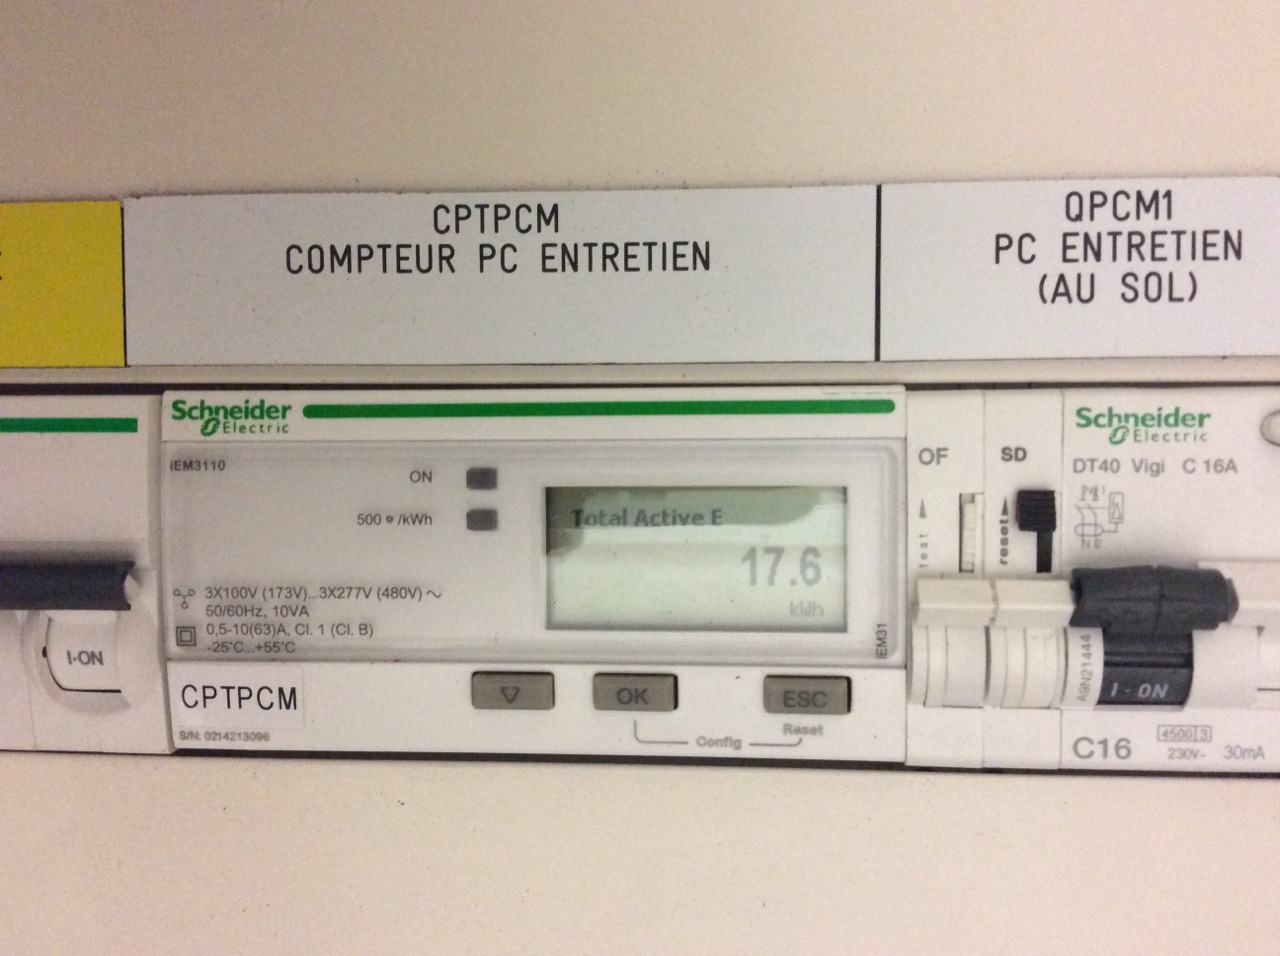 CPTPCM
COMPTEUR PC ENTRETIEN
QPCM1
PC ENTRETIEN
(AU SOL)
I-ON
Schneider
Electric
iEM3110
ON
500 /kWh
3X100V (173V)...3X277V (480V) ~
50/60Hz, 10VA
0,5-10(63)A, Cl. 1 (Cl. B)
-25°C...+55°C
Total Active E
17.6
kWh
iEM31
CPTPCM
S/N: 0214213096
OK
ESC
Config
Reset
OF
SD
test
reset
Schneider
Electric
DT40 Vigi C 16A
A9N21444
I - ON
C16
4500 3
230V~
30mA